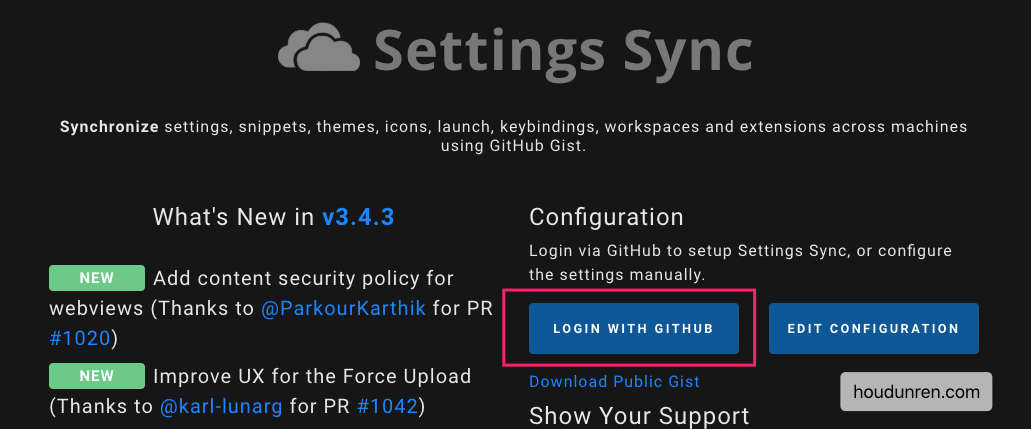 Settings Sync
Synchronize settings, snippets, themes, icons, launch, keybindings, workspaces and extensions across machines
using GitHub Gist.
What's New in v3.4.3
NEW Add content security policy for
webviews (Thanks to @ParkourKarthik for PR
#1020)
NEW Improve UX for the Force Upload
(Thanks to @karl-lunarg for PR #1042)
Configuration
Login via GitHub to setup Settings Sync, or configure
the settings manually.
LOGIN WITH GITHUB
EDIT CONFIGURATION
Download Public Gist
Show Your Support
houdunren.com